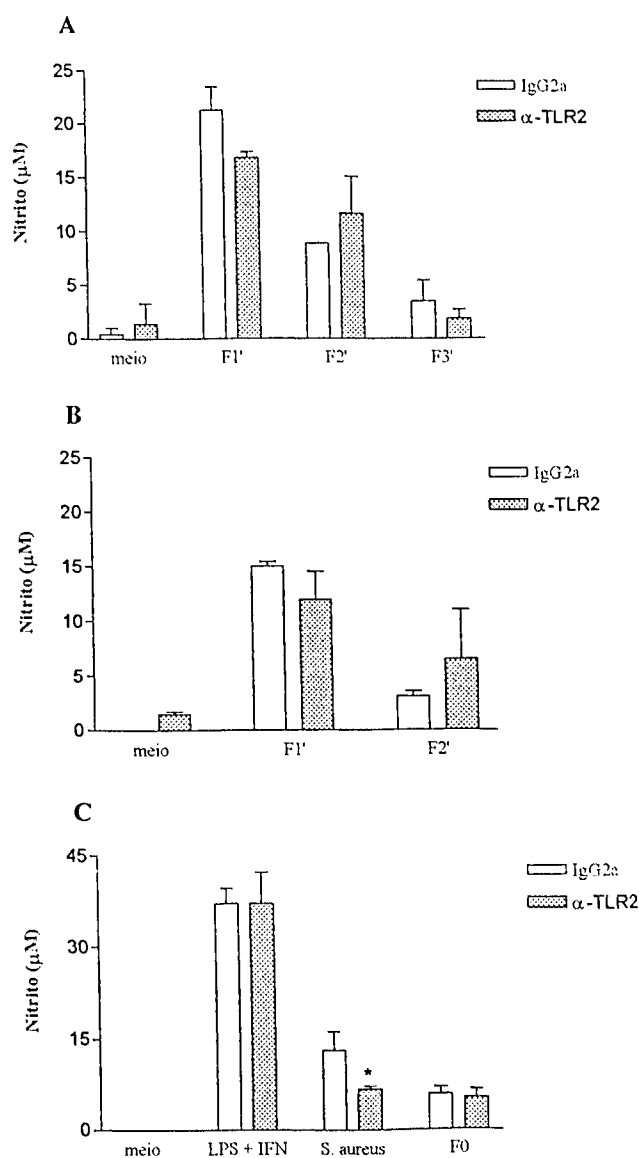 A
25
20
15
10
5
0
Nitrito (μM)
IgG2a
α-TLR2
meio F1' F2' F3'
B
25
20
15
10
5
0
Nitrito (μM)
IgG2a
α-TLR2
meio F1' F2'
C
45
30
15
0
Nitrito (μM)
IgG2a
α-TLR2
*
meio LPS + IFN S. aureus F0